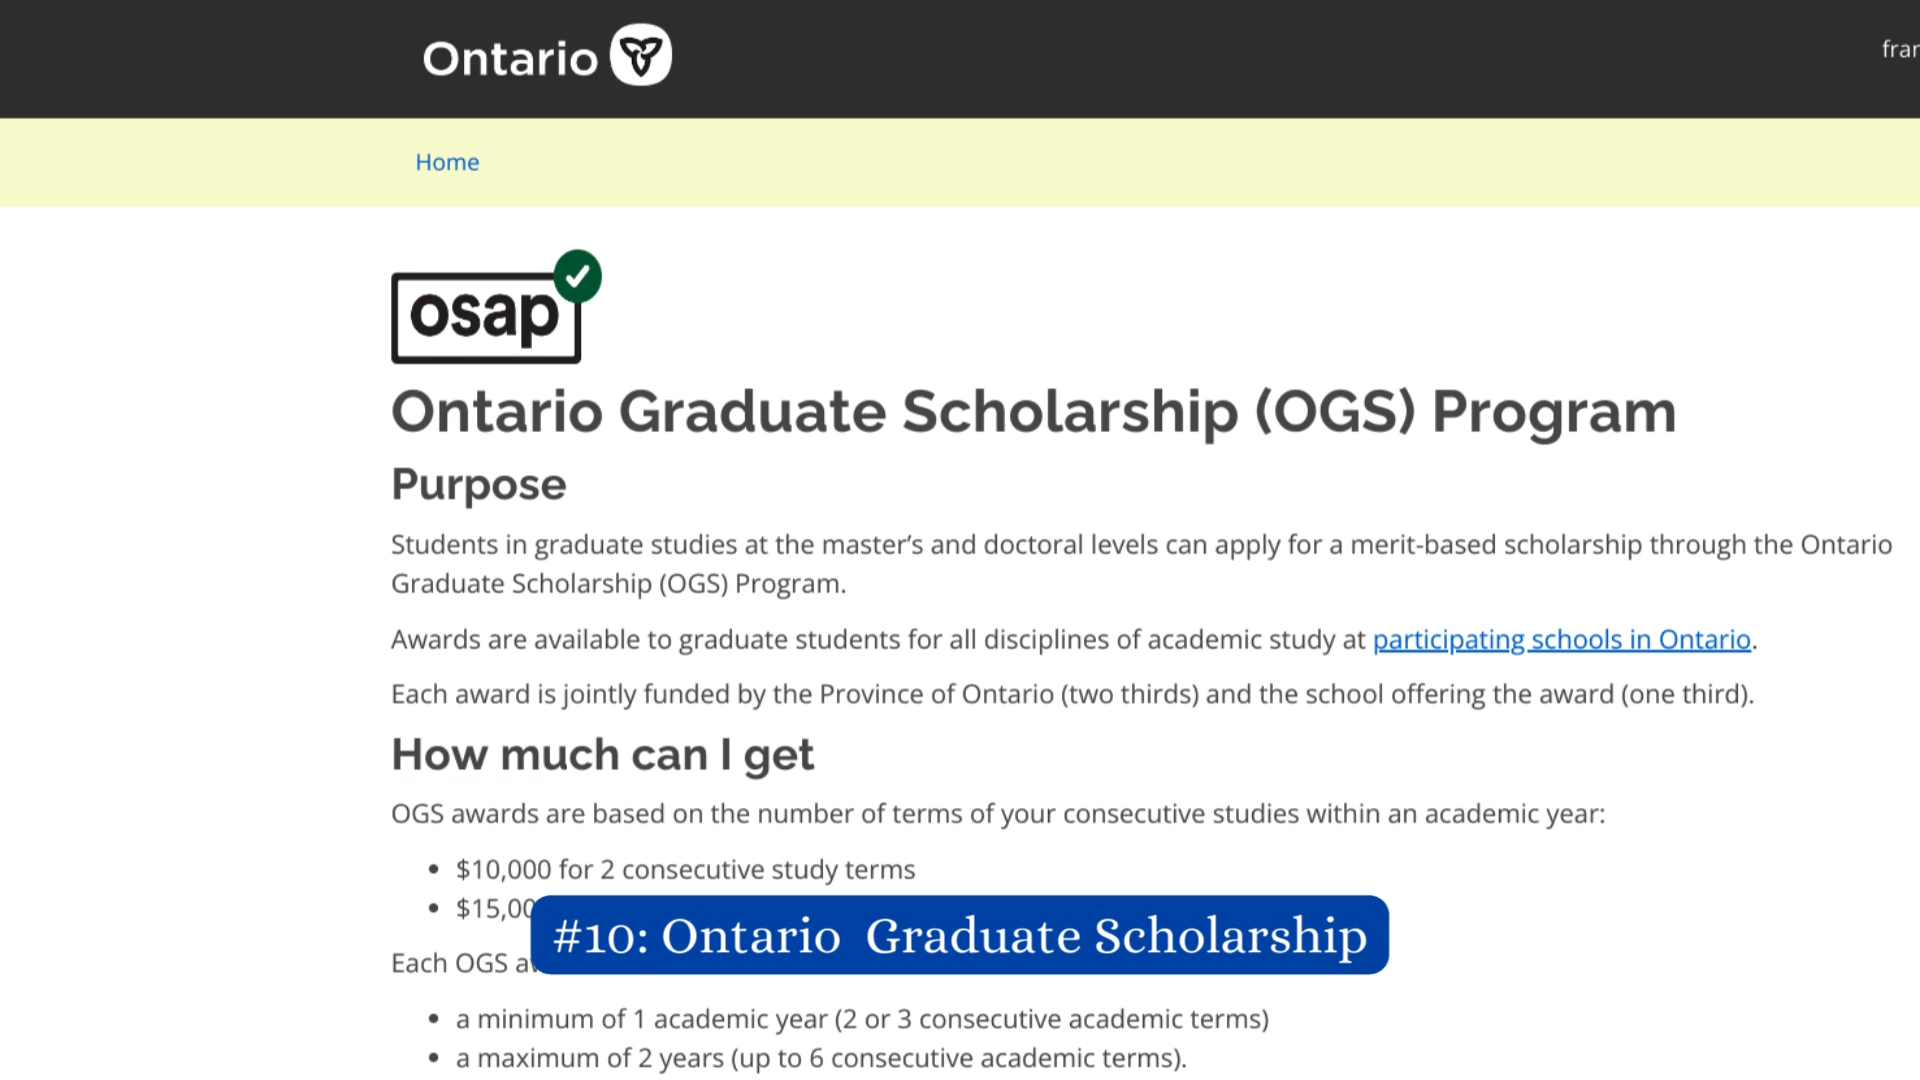 Ontario
fran
Home
osap
Ontario Graduate Scholarship (OGS) Program
Purpose
Students in graduate studies at the master’s and doctoral levels can apply for a merit-based scholarship through the Ontario
Graduate Scholarship (OGS) Program.
Awards are available to graduate students for all disciplines of academic study at participating schools in Ontario.
Each award is jointly funded by the Province of Ontario (two thirds) and the school offering the award (one third).
How much can I get
OGS awards are based on the number of terms of your consecutive studies within an academic year:
• $10,000 for 2 consecutive study terms
• $15,00
#10: Ontario Graduate Scholarship
Each OGS
• a minimum of 1 academic year (2 or 3 consecutive academic terms)
• a maximum of 2 years (up to 6 consecutive academic terms).